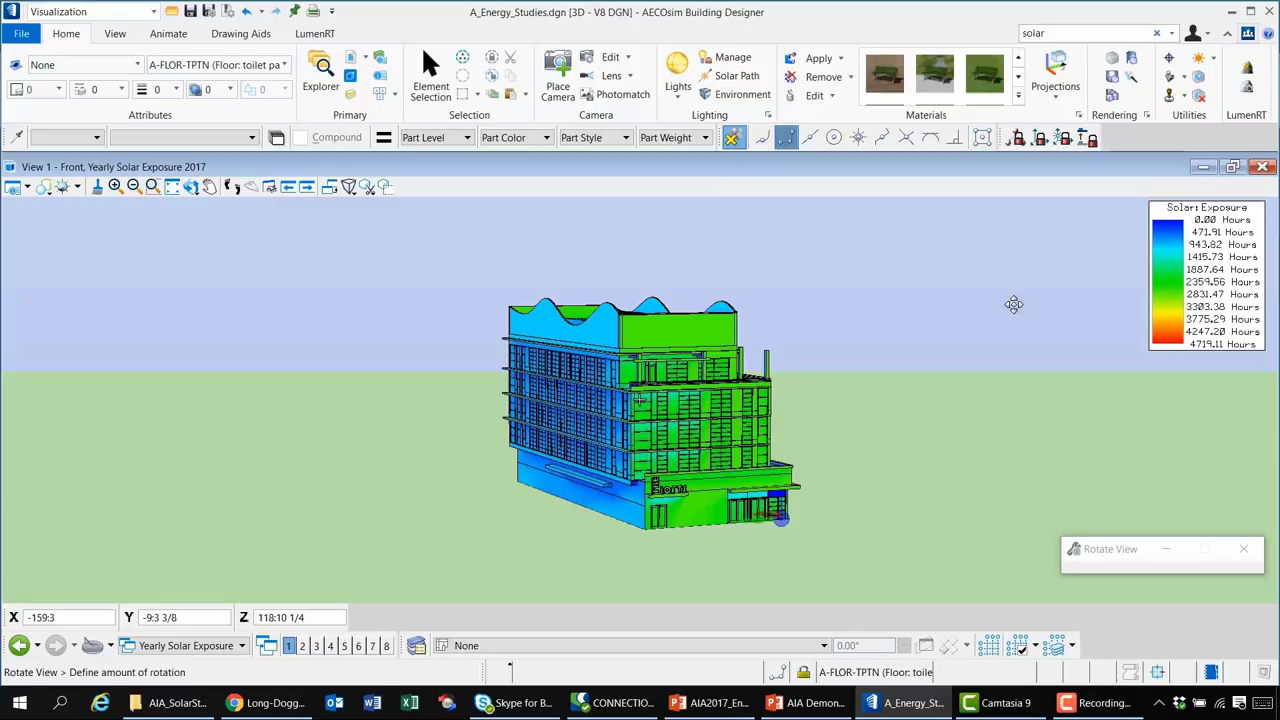 Visualization
A_Energy_Studies.dgn [3D - V8 DGN] - AECOsim Building Designer
File
Home
View
Animate
Drawing Aids
LumenRT
solar
None
A-FLOR-TPTN (Floor: toilet pa
0
0
0
0
0
Attributes
Explorer
Primary
Element
Selection
Selection
Place
Camera
Edit
Lens
Photomatch
Camera
Lights
Manage
Solar Path
Environment
Lighting
Apply
Remove
Edit
Materials
Projections
Rendering
Utilities
LumenRT
Compound
Part Level
Part Color
Part Style
Part Weight
View 1 - Front, Yearly Solar Exposure 2017
Solar: Exposure
0.00 Hours
471.91 Hours
943.82 Hours
1415.73 Hours
1887.64 Hours
2359.56 Hours
2831.47 Hours
3303.38 Hours
3775.29 Hours
4247.20 Hours
4719.11 Hours
Rotate View
X -159:3
Y -9:3 3/8
Z 118:10 1/4
Yearly Solar Exposure
1 2 3 4 5 6 7 8
None
0.00°
Rotate View > Define amount of rotation
A-FLOR-TPTN (Floor: toile
AIA_SolarSt...
Long-Dogg...
Skype for B...
CONNECTIO...
AIA2017_En...
AIA Demon...
A_Energy_St...
Camtasia 9
Recording...